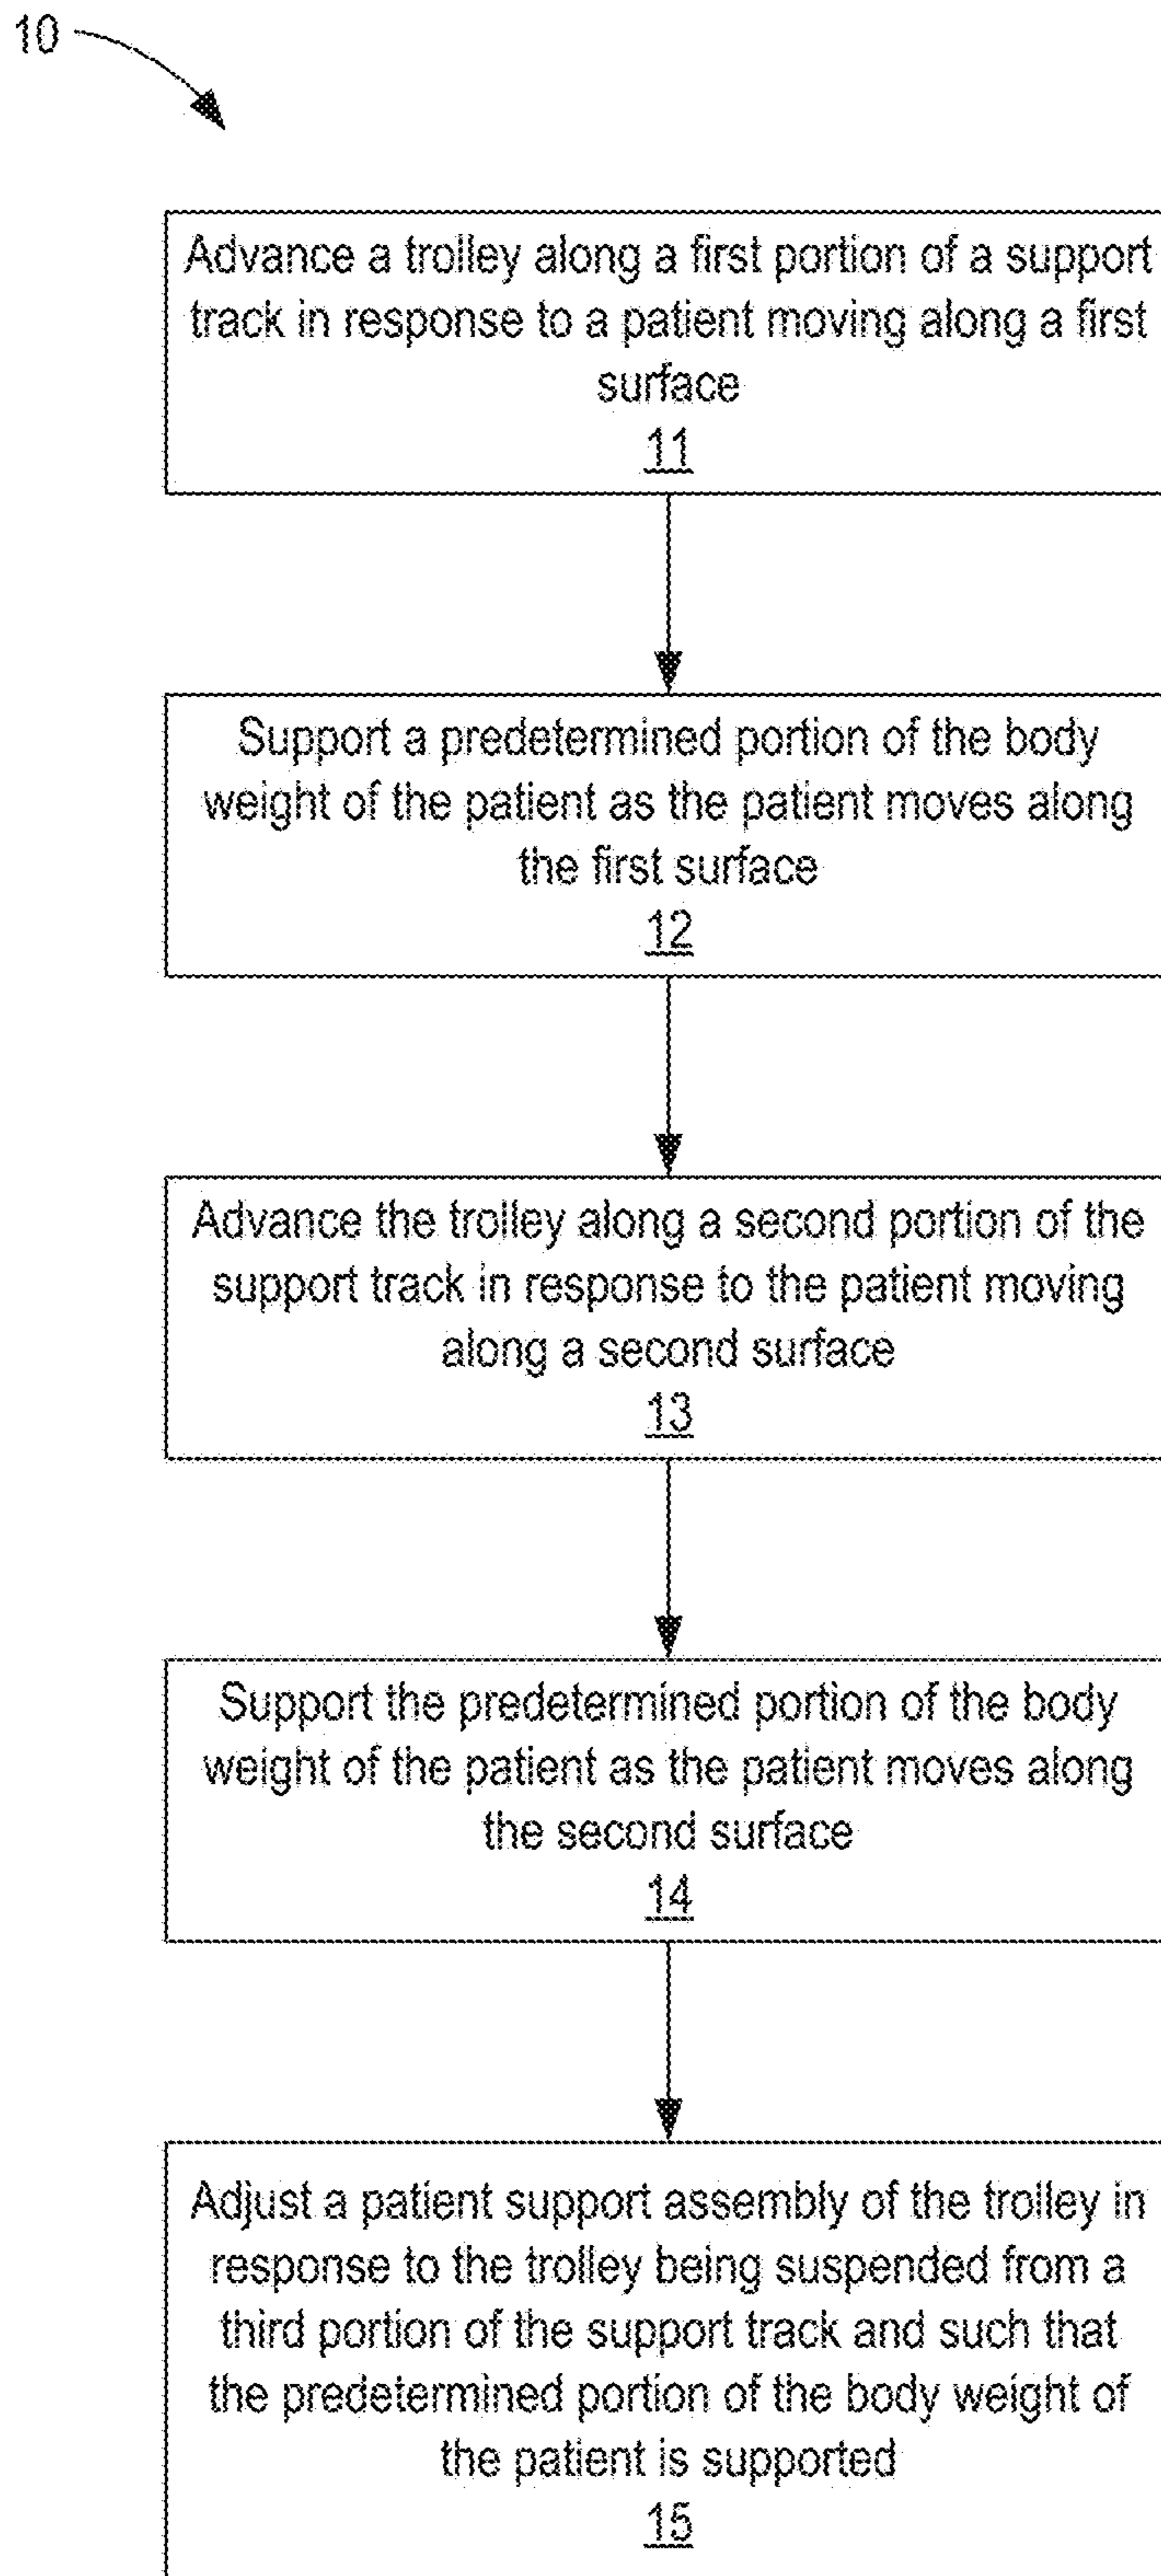 10
Advance a trolley along a first portion of a support
track in response to a patient moving along a first
surface
11
Support a predetermined portion of the body
weight of the patient as the patient moves along
the first surface
12
Advance the trolley along a second portion of the
support track in response to the patient moving
along a second surface
13
Support the predetermined portion of the body
weight of the patient as the patient moves along
the second surface
14
Adjust a patient support assembly of the trolley in
response to the trolley being suspended from a
third portion of the support track and such that
the predetermined portion of the body weight of
the patient is supported
15